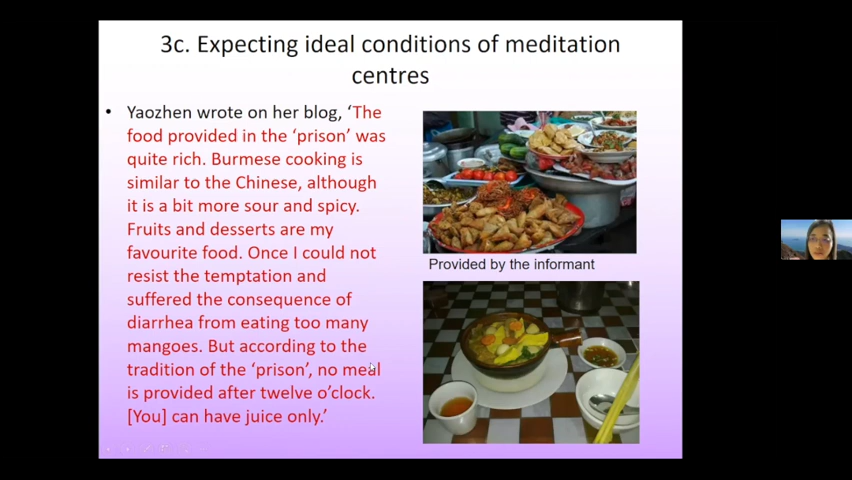 3c. Expecting ideal conditions of meditation
centres
• Yaozhen wrote on her blog, ‘The
food provided in the ‘prison’ was
quite rich. Burmese cooking is
similar to the Chinese, although
it is a bit more sour and spicy.
Fruits and desserts are my
favourite food. Once I could not
resist the temptation and
suffered the consequence of
diarrhea from eating too many
mangoes. But according to the
tradition of the ‘prison’, no meal
is provided after twelve o’clock.
[You] can have juice only.’
Provided by the informant